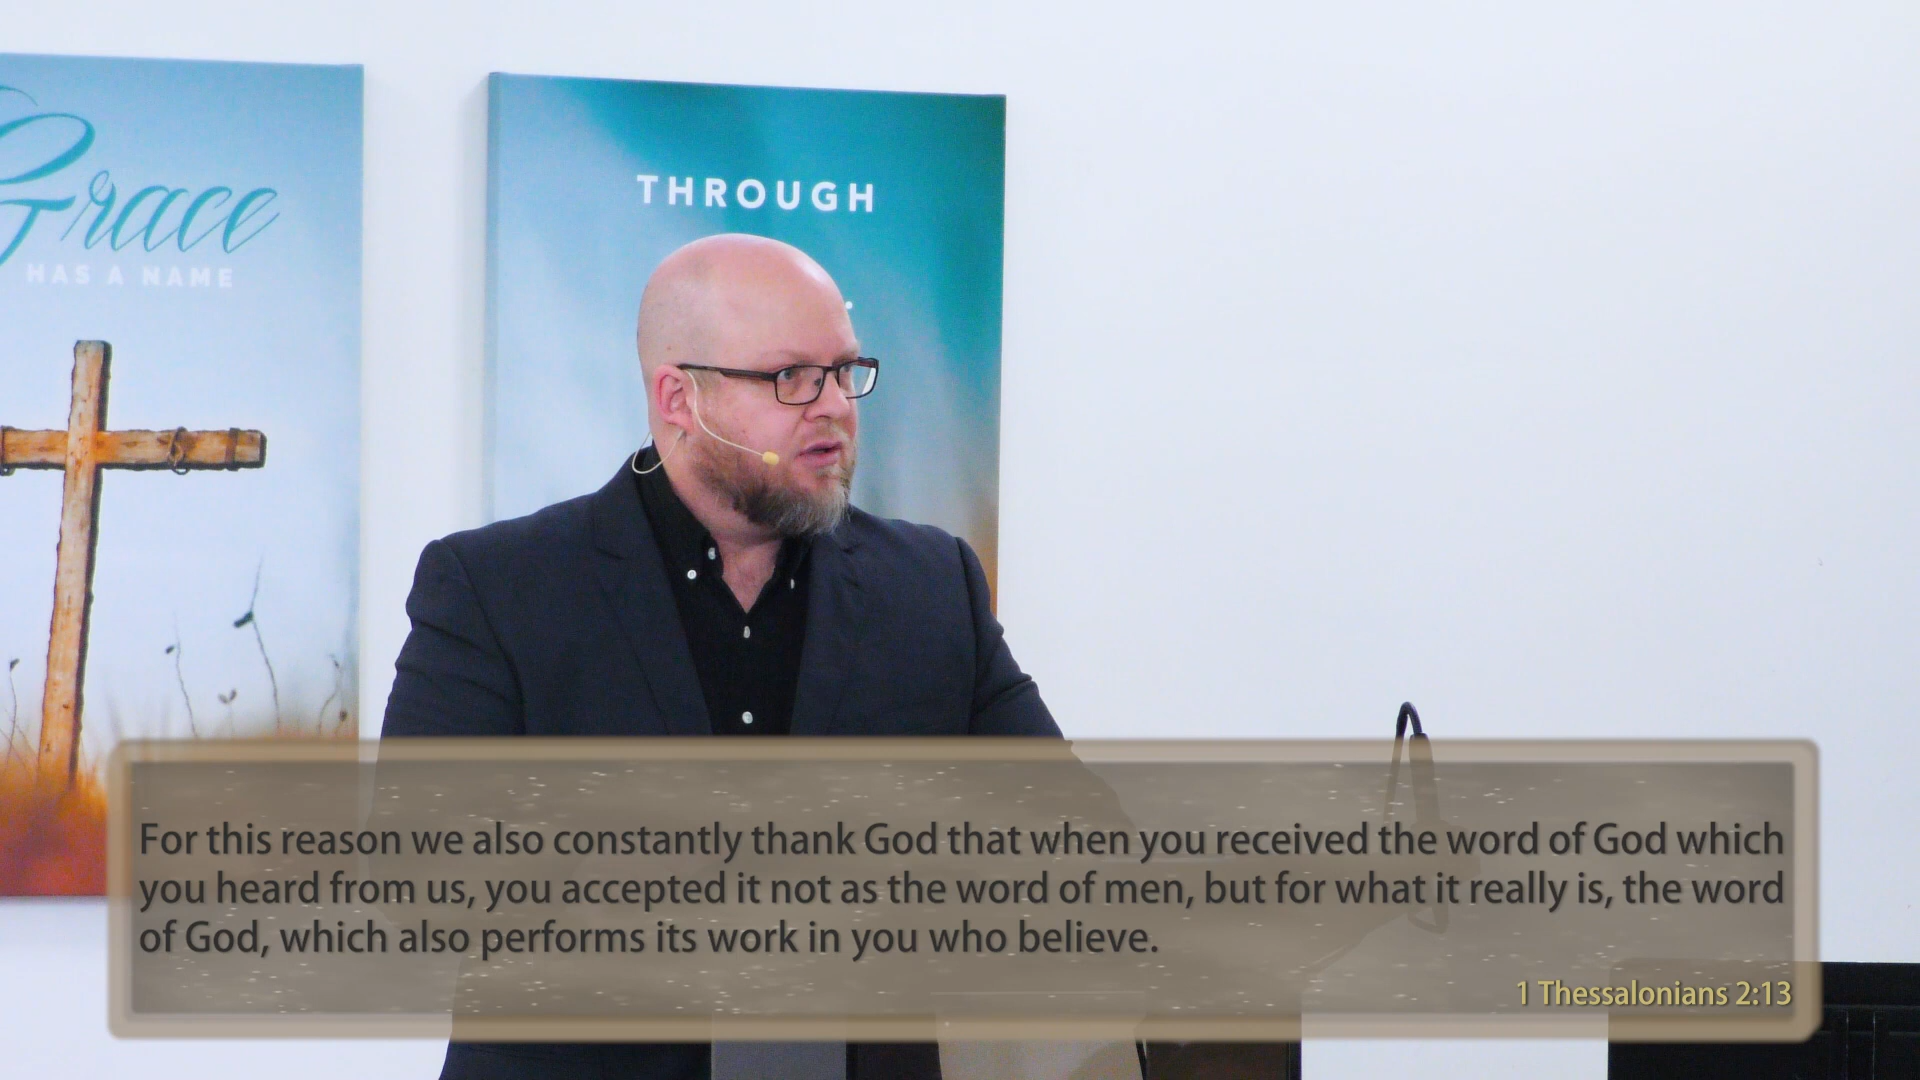 Grace
HAS A NAME
THROUGH
For this reason we also constantly thank God that when you received the word of God which
you heard from us, you accepted it not as the word of men, but for what it really is, the word
of God, which also performs its work in you who believe.
1 Thessalonians 2:13